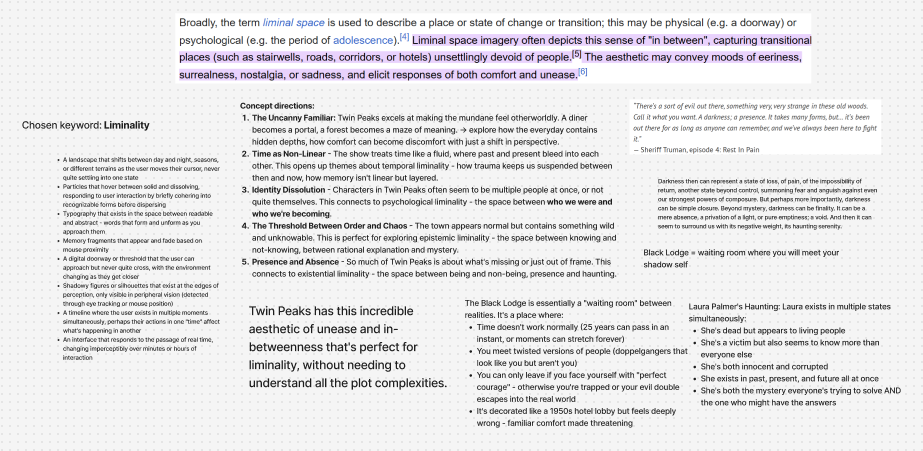 Broadly, the term liminal space is used to describe a place or state of change or transition; this may be physical (e.g. a doorway) or
psychological (e.g. the period of adolescence).[4] Liminal space imagery often depicts this sense of "in between", capturing transitional
places (such as stairwells, roads, corridors, or hotels) unsettlingly devoid of people.[5] The aesthetic may convey moods of eeriness,
surrealness, nostalgia, or sadness, and elicit responses of both comfort and unease.[6]
Chosen keyword: Liminality
• A landscape that shifts between day and night, seasons,
or different terrains as the user moves their cursor, never
quite settling into one state
• Particles that hover between solid and dissolving,
responding to user interaction by briefly cohering into
recognizable forms before dispersing
• Typography that exists in the space between readable
and abstract - words that form and unform as you
approach them
• Memory fragments that appear and fade based on
mouse proximity
• A digital doorway or threshold that the user can
approach but never quite cross, with the environment
changing as they get closer
• Shadowy figures or silhouettes that exist at the edges of
perception, only visible in peripheral vision (detected
through eye tracking or mouse position)
• A timeline where the user exists in multiple moments
simultaneously, perhaps their actions in one "time" affect
what's happening in another
• An interface that responds to the passage of real time,
changing imperceptibly over minutes or hours of
interaction
Concept directions:
1. The Uncanny Familiar: Twin Peaks excels at making the mundane feel otherworldly. A diner
becomes a portal, a forest becomes a maze of meaning. → explore how the everyday contains
hidden depths, how comfort can become discomfort with just a shift in perspective.
2. Time as Non-Linear - The show treats time like a fluid, where past and present bleed into each
other. This opens up themes about temporal liminality - how trauma keeps us suspended between
then and now, how memory isn't linear but layered.
3. Identity Dissolution - Characters in Twin Peaks often seem to be multiple people at once, or not
quite themselves. This connects to psychological liminality - the space between who we were and
who we're becoming.
4. The Threshold Between Order and Chaos - The town appears normal but contains something wild
and unknowable. This is perfect for exploring epistemic liminality - the space between knowing and
not-knowing, between rational explanation and mystery.
5. Presence and Absence - So much of Twin Peaks is about what's missing or just out of frame. This
connects to existential liminality - the space between being and non-being, presence and haunting.
"There's a sort of evil out there, something very, very strange in these old woods.
Call it what you want. A darkness; a presence. It takes many forms, but... it's been
out there for as long as anyone can remember, and we've always been here to fight
it."
— Sheriff Truman, episode 4: Rest In Pain
Darkness then can represent a state of loss, of pain, of the impossibility of
return, another state beyond control, summoning fear and anguish against even
our strongest powers of composure. But perhaps more importantly, darkness
can be simple closure. Beyond mystery, darkness can be finality. It can be a
mere absence, a privation of a light, or pure emptiness; a void. And then it can
seem to surround us with its negative weight, its haunting serenity.
Black Lodge = waiting room where you will meet your
shadow self
Twin Peaks has this incredible
aesthetic of unease and in-
betweenness that's perfect for
liminality, without needing to
understand all the plot complexities.
The Black Lodge is essentially a "waiting room" between
realities. It's a place where:
• Time doesn't work normally (25 years can pass in an
instant, or moments can stretch forever)
• You meet twisted versions of people (doppelgangers that
look like you but aren't you)
• You can only leave if you face yourself with "perfect
courage" - otherwise you're trapped or your evil double
escapes into the real world
• It's decorated like a 1950s hotel lobby but feels deeply
wrong - familiar comfort made threatening
Laura Palmer's Haunting: Laura exists in multiple states
simultaneously:
• She's dead but appears to living people
• She's a victim but also seems to know more than
everyone else
• She's both innocent and corrupted
• She exists in past, present, and future all at once
• She's both the mystery everyone's trying to solve AND
the one who might have the answers